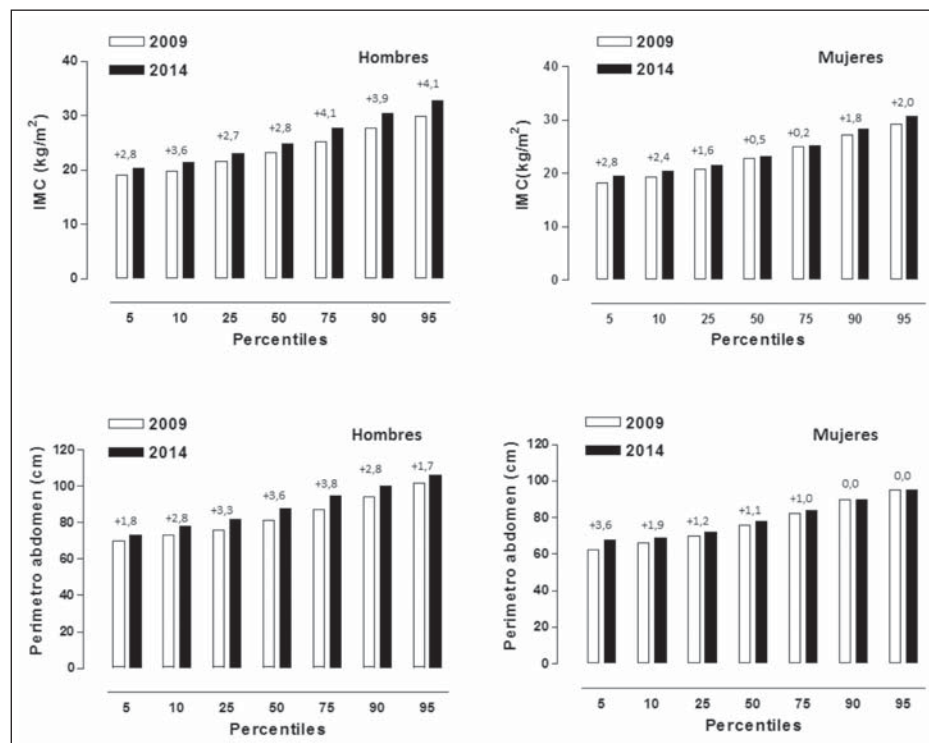 2009
2014
Hombres
IMC (kg/m²)
40
30
20
10
0
+2,8 +3,6 +2,7 +2,8 +4,1 +3,9 +4,1
5 10 25 50 75 90 95
Percentiles
2009
2014
Mujeres
IMC(kg/m²)
40
30
20
10
0
+2,8 +2,4 +1,6 +0,5 +0,2 +1,8 +2,0
5 10 25 50 75 90 95
Percentiles
2009
2014
Hombres
Perímetro abdomen (cm)
120
100
80
60
40
20
0
+1,8 +2,8 +3,3 +3,6 +3,8 +2,8 +1,7
5 10 25 50 75 90 95
Percentiles
2009
2014
Mujeres
Perímetro abdomen (cm)
120
100
80
60
40
20
0
+3,6 +1,9 +1,2 +1,1 +1,0 0,0 0,0
5 10 25 50 75 90 95
Percentiles